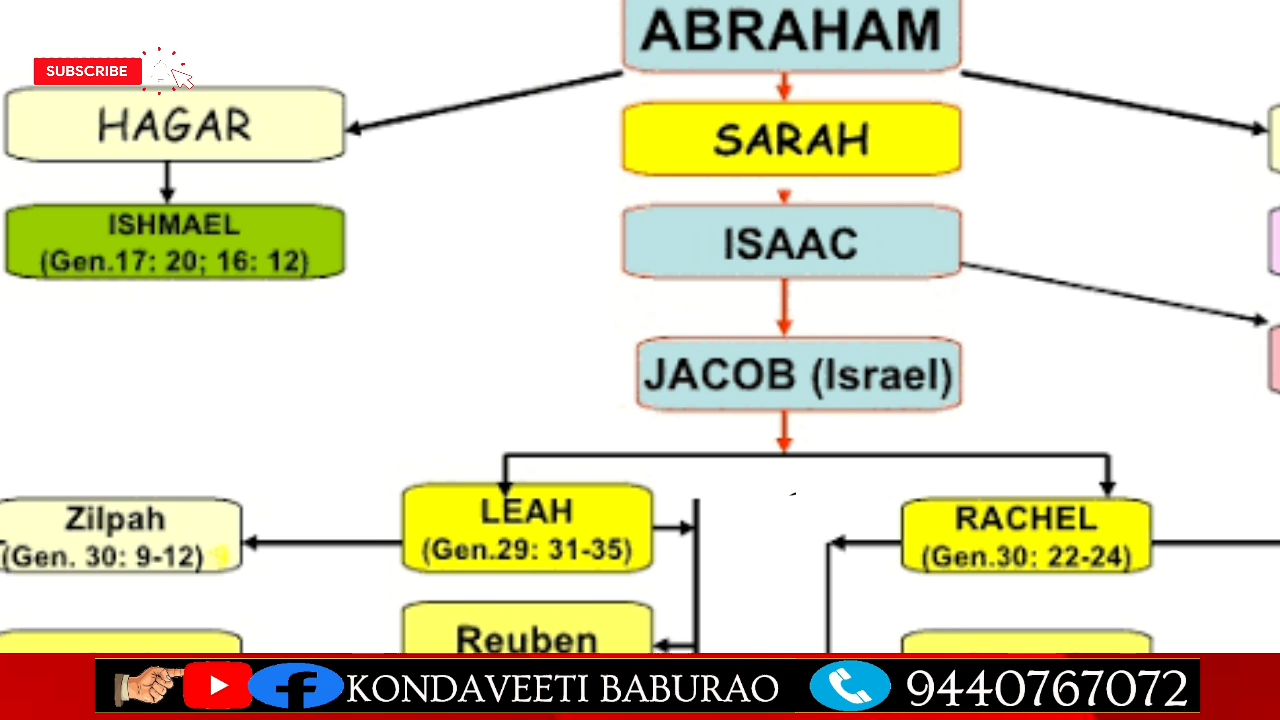 ABRAHAM
SUBSCRIBE
HAGAR
SARAH
ISHMAEL
(Gen.17: 20; 16: 12)
ISAAC
JACOB (Israel)
Zilpah
(Gen. 30: 9-12)
LEAH
(Gen.29: 31-35)
RACHEL
(Gen.30: 22-24)
Reuben
KONDAVEETI BABURAO
9440767072